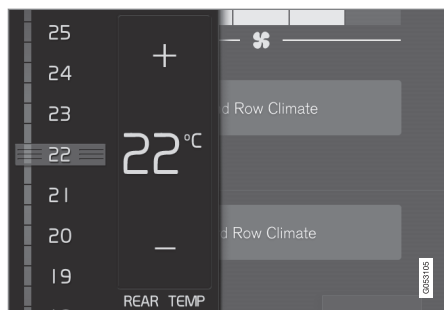 25
24
23
22
21
20
19
+
22°C
−
REAR TEMP
d Row Climate
d Row Climate
G053105